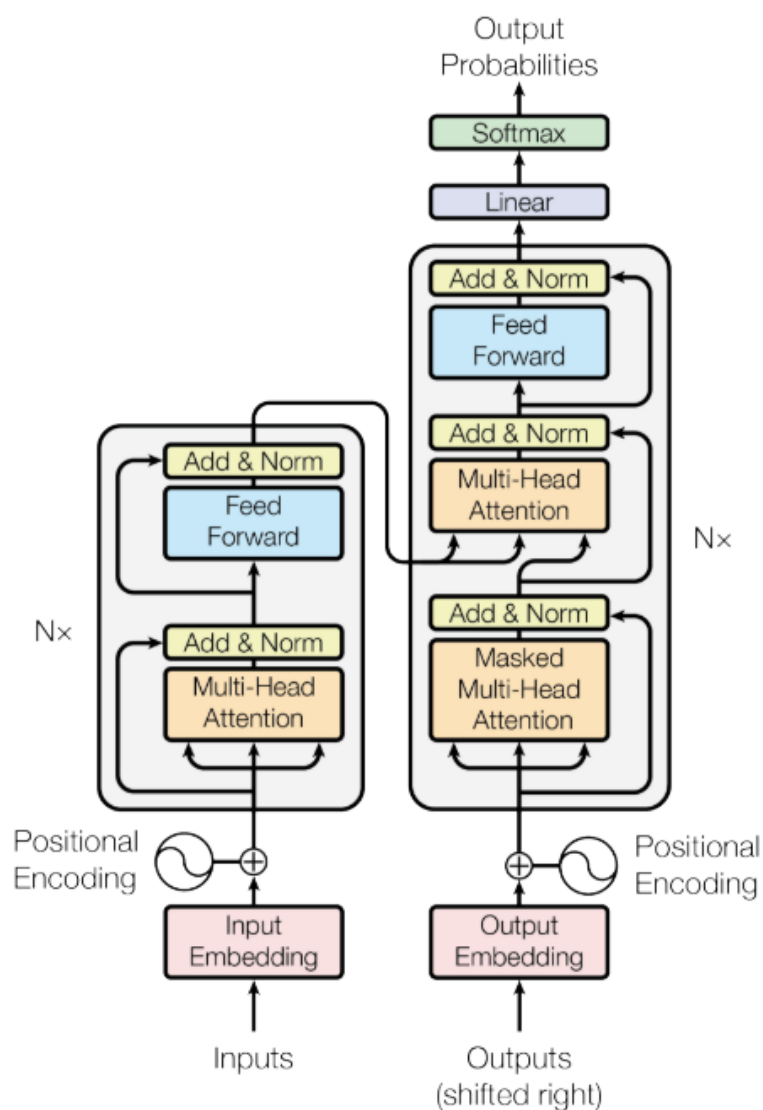 Output
Probabilities
Softmax
Linear
Add & Norm
Feed
Forward
Add & Norm
Multi-Head
Attention
Add & Norm
Masked
Multi-Head
Attention
N×
Positional
Encoding
Output
Embedding
Outputs
(shifted right)
Add & Norm
Feed
Forward
Add & Norm
Multi-Head
Attention
N×
Positional
Encoding
Input
Embedding
Inputs